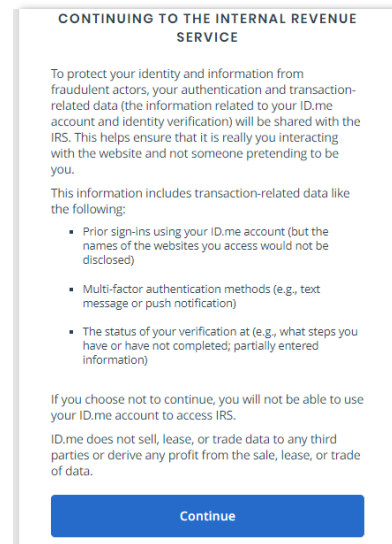 CONTINUING TO THE INTERNAL REVENUE
SERVICE
To protect your identity and information from
fraudulent actors, your authentication and transaction-
related data (the information related to your ID.me
account and identity verification) will be shared with the
IRS. This helps ensure that it is really you interacting
with the website and not someone pretending to be
you.
This information includes transaction-related data like
the following:
▪ Prior sign-ins using your ID.me account (but the
names of the websites you access would not be
disclosed)
▪ Multi-factor authentication methods (e.g., text
message or push notification)
▪ The status of your verification at (e.g., what steps you
have or have not completed; partially entered
information)
If you choose not to continue, you will not be able to use
your ID.me account to access IRS.
ID.me does not sell, lease, or trade data to any third
parties or derive any profit from the sale, lease, or trade
of data.
Continue